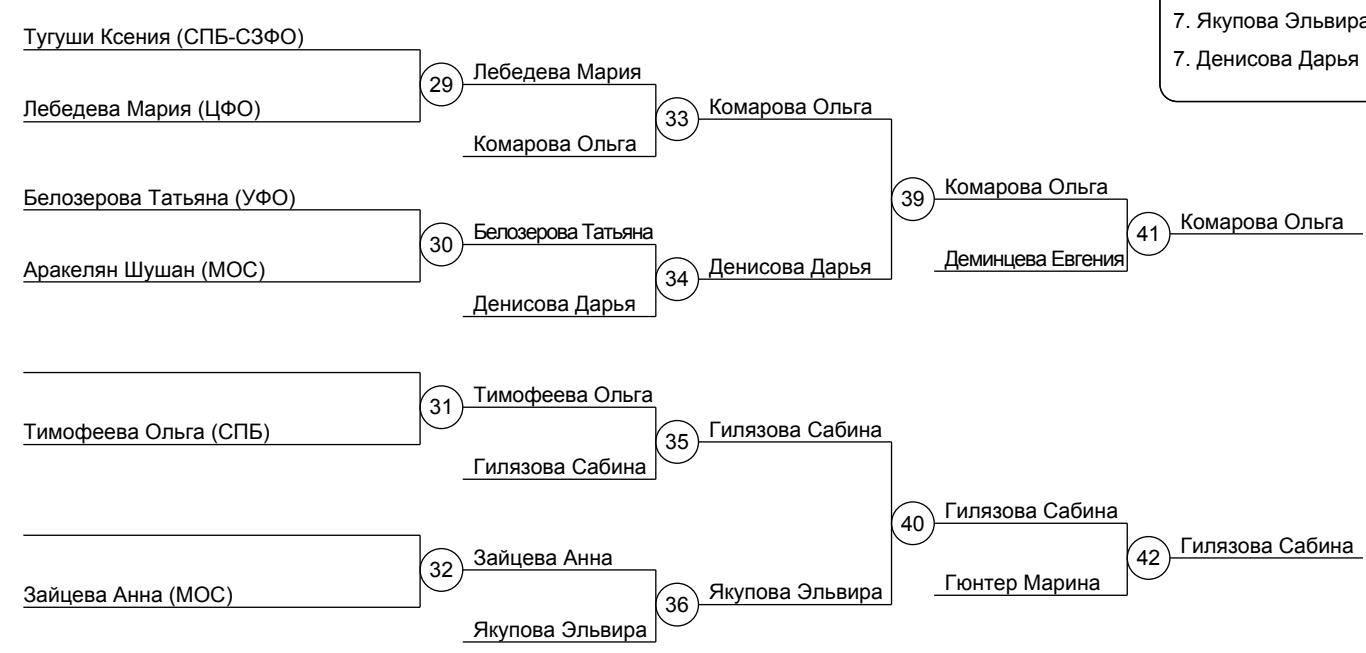 7. Якупова Эльвира
7. Денисова Дарья
Тугуши Ксения (СПБ-СЗФО)
29
Лебедева Мария
Лебедева Мария (ЦФО)
33
Комарова Ольга
Комарова Ольга
Белозерова Татьяна (УФО)
39
Комарова Ольга
30
Белозерова Татьяна
41
Комарова Ольга
Аракелян Шушан (МОС)
34
Денисова Дарья
Деминцева Евгения
Денисова Дарья
31
Тимофеева Ольга
Тимофеева Ольга (СПБ)
35
Гилязова Сабина
Гилязова Сабина
40
Гилязова Сабина
32
Зайцева Анна
42
Гилязова Сабина
Зайцева Анна (МОС)
36
Якупова Эльвира
Гюнтер Марина
Якупова Эльвира